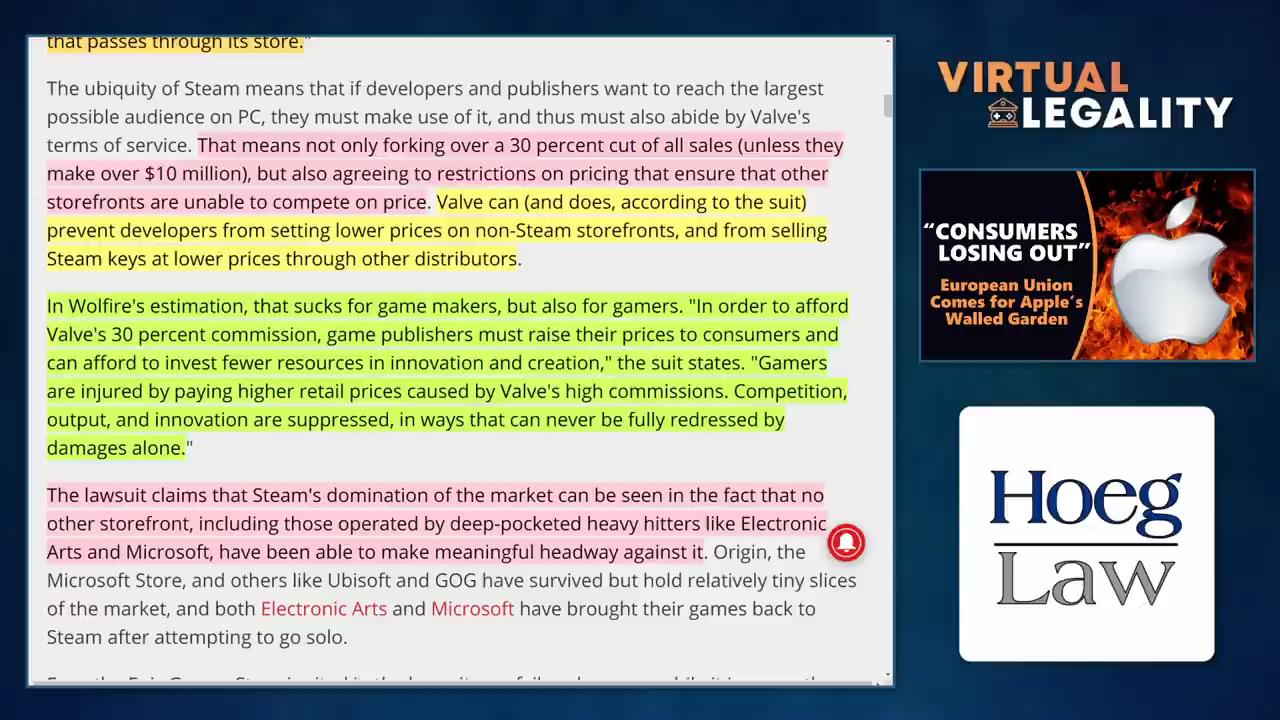 that passes through its store."
The ubiquity of Steam means that if developers and publishers want to reach the largest
possible audience on PC, they must make use of it, and thus must also abide by Valve's
terms of service. That means not only forking over a 30 percent cut of all sales (unless they
make over $10 million), but also agreeing to restrictions on pricing that ensure that other
storefronts are unable to compete on price. Valve can (and does, according to the suit)
prevent developers from setting lower prices on non-Steam storefronts, and from selling
Steam keys at lower prices through other distributors.
In Wolfire's estimation, that sucks for game makers, but also for gamers. "In order to afford
Valve's 30 percent commission, game publishers must raise their prices to consumers and
can afford to invest fewer resources in innovation and creation," the suit states. "Gamers
are injured by paying higher retail prices caused by Valve's high commissions. Competition,
output, and innovation are suppressed, in ways that can never be fully redressed by
damages alone."
The lawsuit claims that Steam's domination of the market can be seen in the fact that no
other storefront, including those operated by deep-pocketed heavy hitters like Electronic
Arts and Microsoft, have been able to make meaningful headway against it. Origin, the
Microsoft Store, and others like Ubisoft and GOG have survived but hold relatively tiny slices
of the market, and both Electronic Arts and Microsoft have brought their games back to
Steam after attempting to go solo.
VIRTUAL
LEGALITY
"CONSUMERS
LOSING OUT"
European Union
Comes for Apple's
Walled Garden
Hoeg
Law